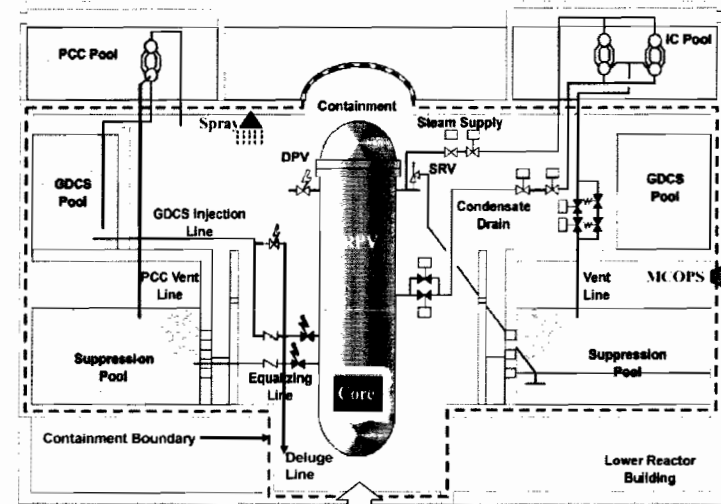 PCC Pool
IC Pool
Containment
Spray
Steam Supply
DPV
SRV
GDCS
Pool
GDCS Injection
Line
RPV
Condensate
Drain
GDCS
Pool
PCC Vent
Line
Vent
Line
MCOPS
Suppression
Pool
Equalizing
Line
Core
Suppression
Pool
Containment Boundary
Deluge
Line
Lower Reactor
Building